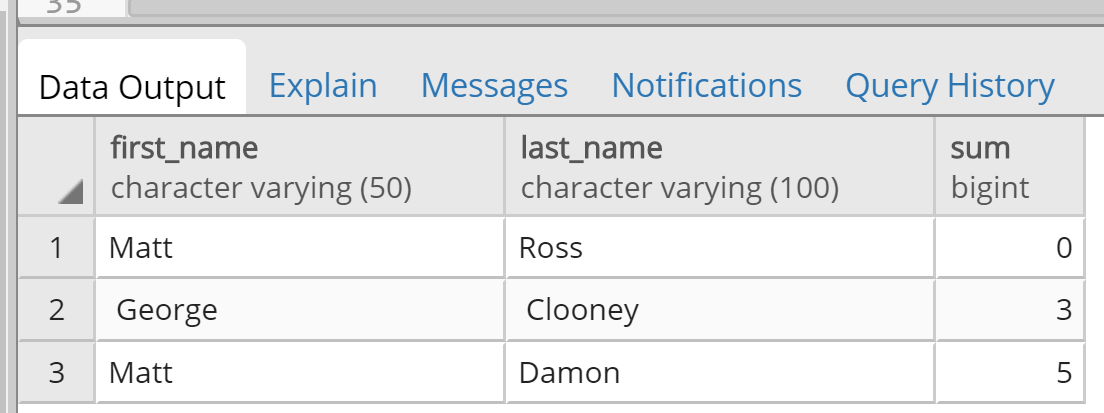 35
Data Output Explain Messages Notifications Query History
first_name last_name sum
character varying (50) character varying (100) bigint
1 Matt Ross 0
2 George Clooney 3
3 Matt Damon 5